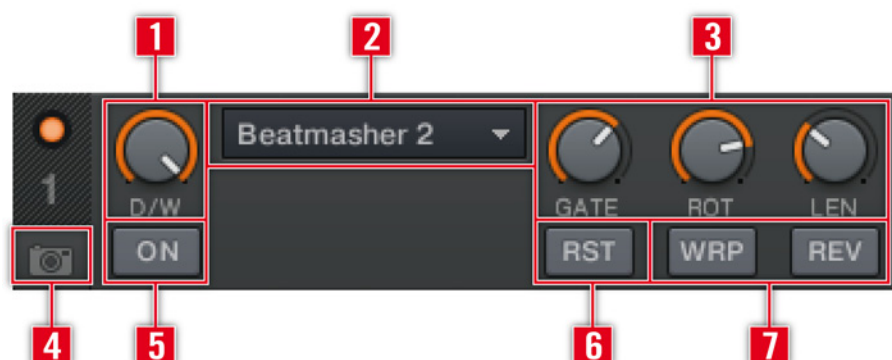 1 2 3
Beatmasher 2
1 D/W GATE ROT LEN
ON RST WRP REV
4 5 6 7